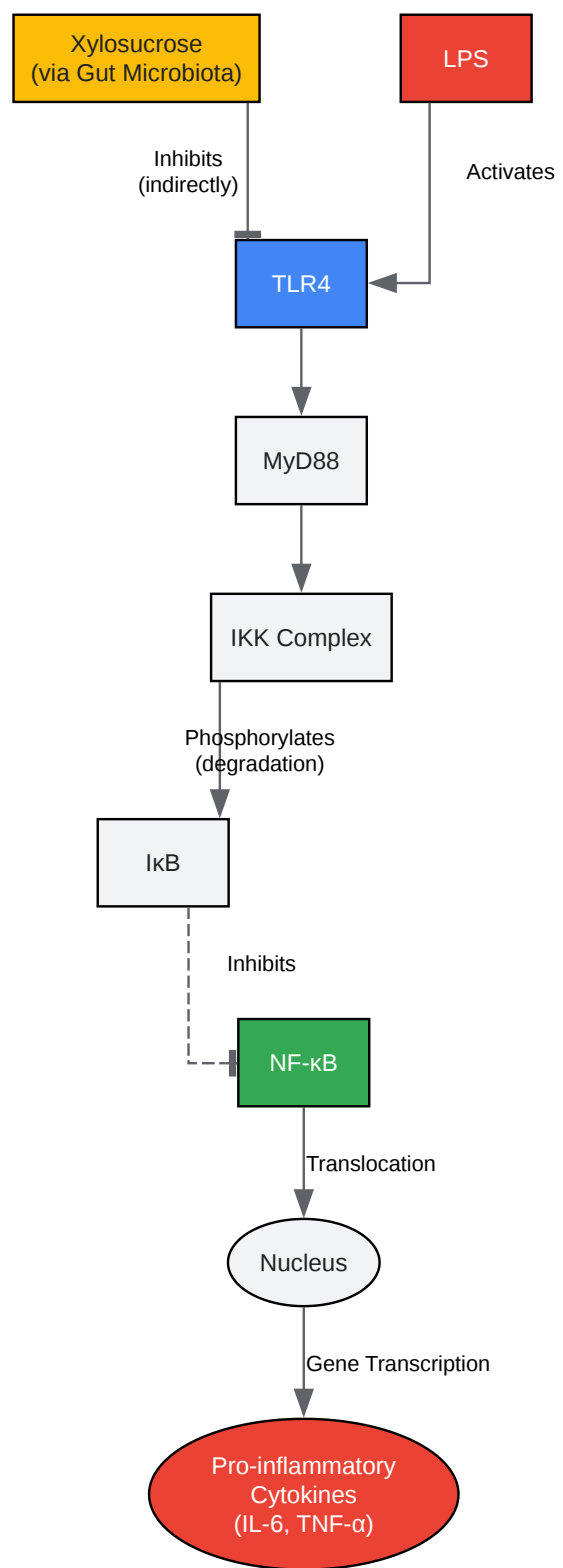 Xylosucrose
(via Gut Microbiota)
LPS
Inhibits
(indirectly)
Activates
TLR4
MyD88
IKK Complex
Phosphorylates
(degradation)
IκB
Inhibits
NF-κB
Translocation
Nucleus
Gene Transcription
Pro-inflammatory
Cytokines
(IL-6, TNF-α)